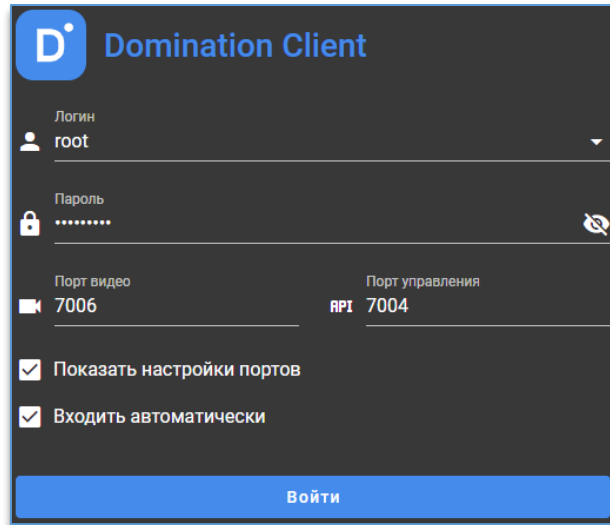 D
Domination Client
Логин
root
Пароль
•••••••••
Порт видео
7006
API
Порт управления
7004
Показать настройки портов
Входить автоматически
Войти